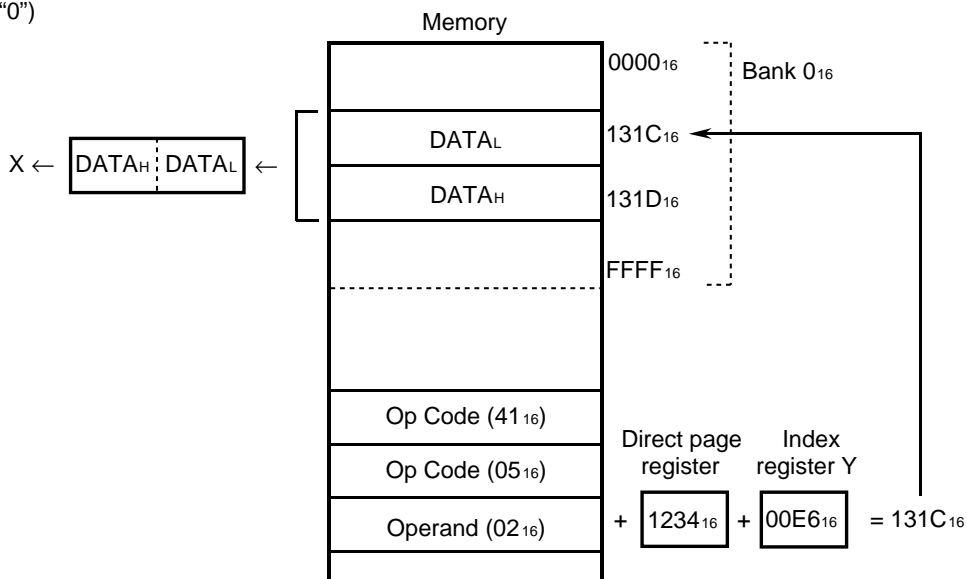 “0”)
Memory
0000₁₆
Bank 0₁₆
DATAL
131C₁₆
X ← DATAH DATAL ←
DATAH
131D₁₆
FFFF₁₆
Op Code (41₁₆)
Op Code (05₁₆)
Direct page register
Index register Y
Operand (02₁₆) + 1234₁₆ + 00E6₁₆ = 131C₁₆